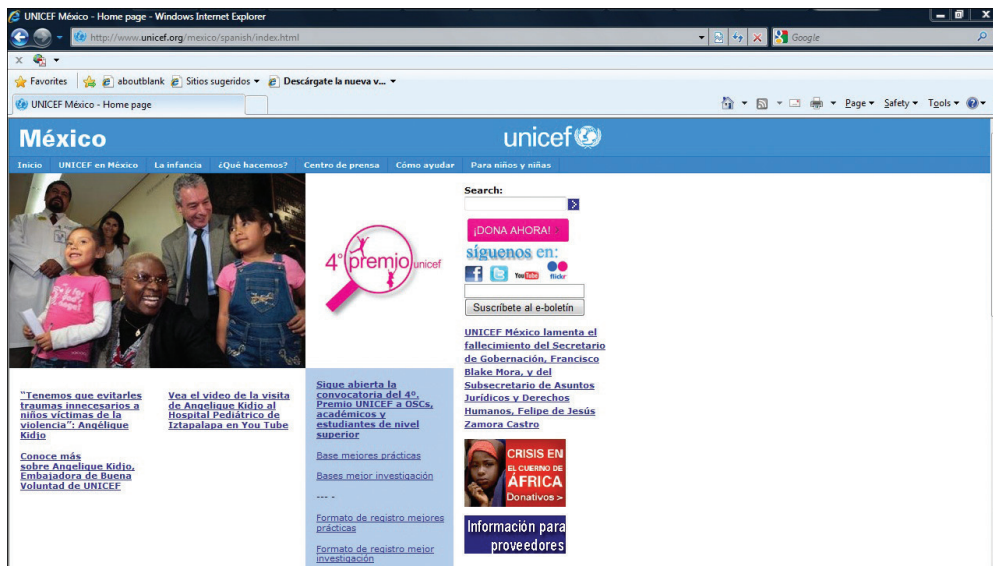 UNICEF México - Home page - Windows Internet Explorer
http://www.unicef.org/mexico/spanish/index.html
Google
X
Favorites
aboutblank
Sitios sugeridos
Descárgate la nueva v...
UNICEF México - Home page
Page
Safety
Tools
México
unicef
Inicio
UNICEF en México
La infancia
¿Qué hacemos?
Centro de prensa
Cómo ayudar
Para niños y niñas
4° premio unicef
"Tenemos que evitarles
traumas innecesarios a
niños víctimas de la
violencia": Angélique
Kidjo
Conoce más
sobre Angelique Kidjo,
Embajadora de Buena
Voluntad de UNICEF
Vea el video de la visita
de Angelique Kidjo al
Hospital Pediátrico de
Iztapalapa en You Tube
Sigue abierta la
convocatoria del 4º.
Premio UNICEF a OSCs,
académicos y
estudiantes de nivel
superior
Base mejores prácticas
Bases mejor investigación
--- -
Formato de registro mejores
prácticas
Formato de registro mejor
investigación
Search:
¡DONA AHORA!
síguenos en:
You Tube
flickr
Suscríbete al e-boletín
UNICEF México lamenta el
fallecimiento del Secretario
de Gobernación, Francisco
Blake Mora, y del
Subsecretario de Asuntos
Jurídicos y Derechos
Humanos, Felipe de Jesús
Zamora Castro
CRISIS EN
EL CUERNO DE
ÁFRICA
Donativos >
Información para
proveedores